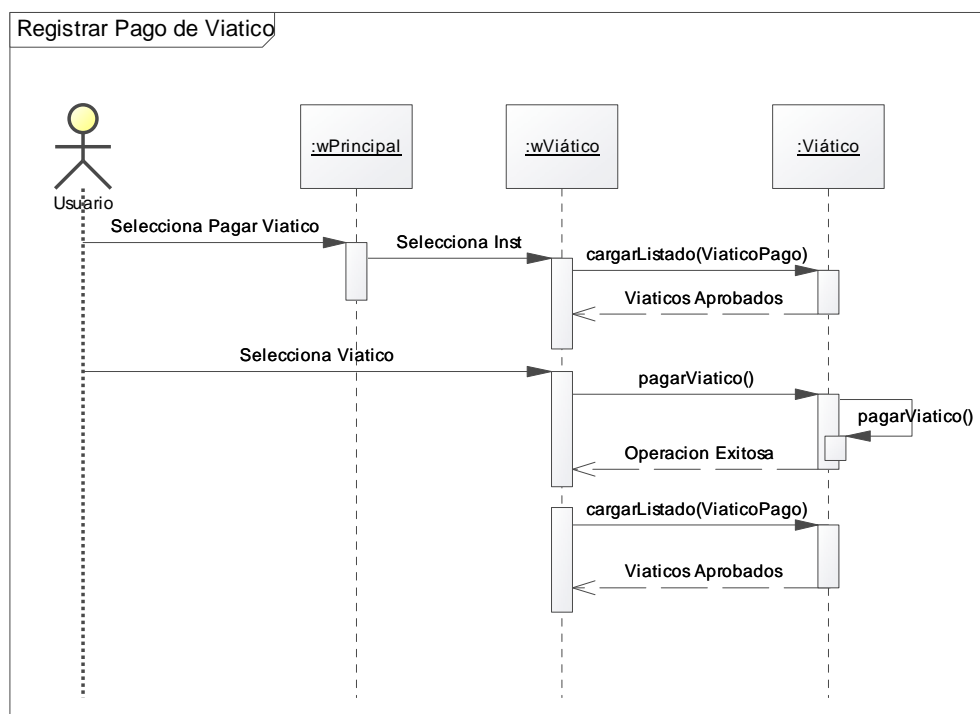 Registrar Pago de Viatico
:wPrincipal
:wViático
:Viático
Usuario
Selecciona Pagar Viatico
Selecciona Inst
cargarListado(ViaticoPago)
Viaticos Aprobados
Selecciona Viatico
pagarViatico()
pagarViatico()
Operacion Exitosa
cargarListado(ViaticoPago)
Viaticos Aprobados